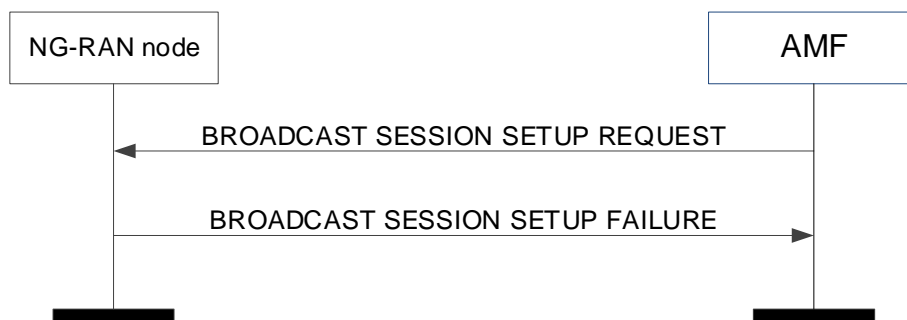 NG-RAN node
AMF
BROADCAST SESSION SETUP REQUEST
BROADCAST SESSION SETUP FAILURE